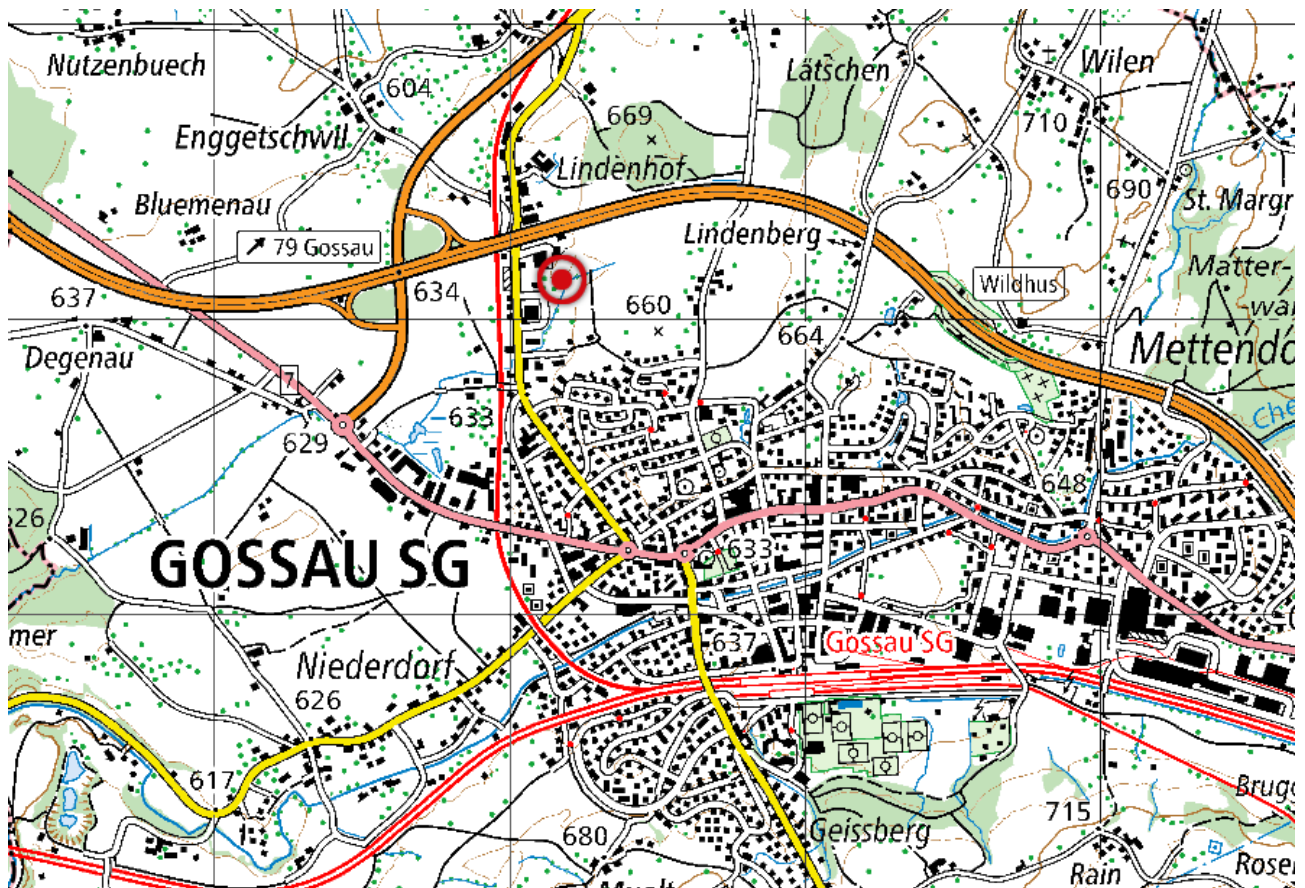 Nutzenbuech
604
Enggetschwil
Bluemenau
79 Gossau
637
634
Degenau
7
629
633
669
Lindenhof
Lätschen
Wilen
710
690
St. Margr
Lindenberg
Wildhus
660
664
Matter-
wa
Mettendo
Che
648
626
GOSSAU SG
633
mer
Niederdorf
626
637
Gossau SG
617
680
Geissberg
715
Rain
Brugg
Rosen